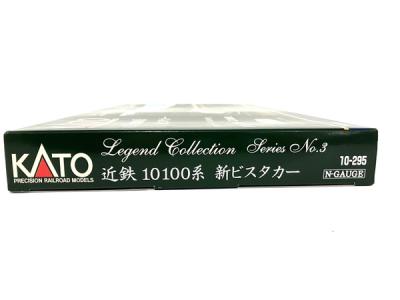 KATO
PRECISION RAILROAD MODELS
Legend Collection Series No.3
近鉄 10100系 新ビスタカー
10-295
N-GAUGE